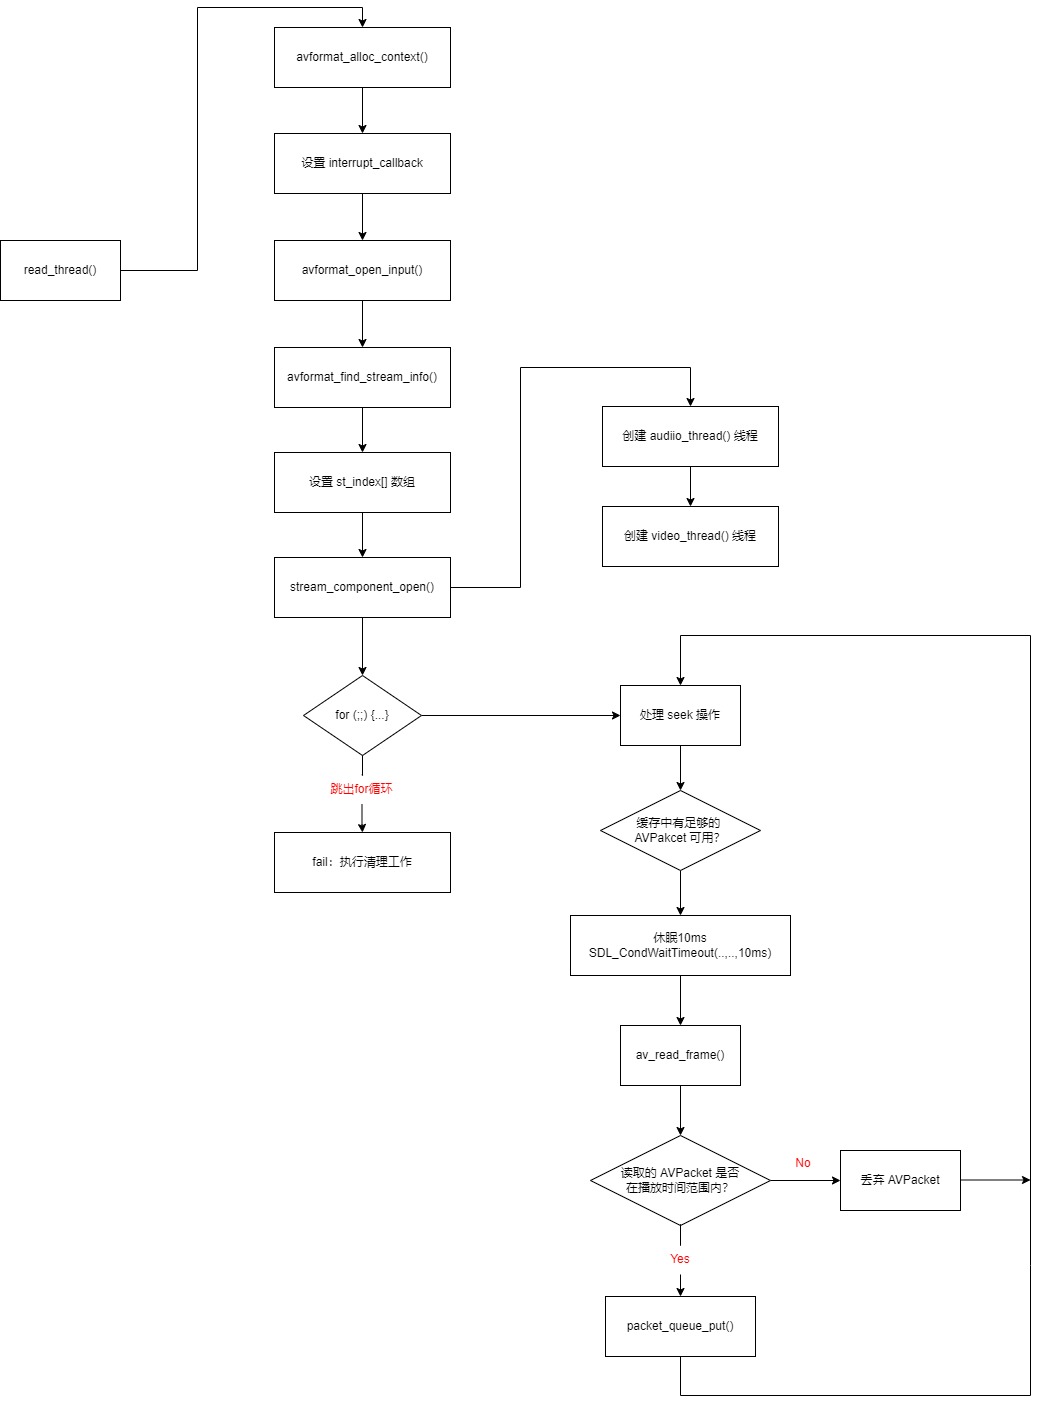 avformat_alloc_context()
设置 interrupt_callback
read_thread()
avformat_open_input()
avformat_find_stream_info()
创建 audiio_thread() 线程
设置 st_index[] 数组
创建 video_thread() 线程
stream_component_open()
for (;;) {...}
处理 seek 操作
跳出for循环
缓存中有足够的
AVPakcet 可用?
fail：执行清理工作
休眠10ms
SDL_CondWaitTimeout(..,..,10ms)
av_read_frame()
读取的 AVPacket 是否
在播放时间范围内?
No
丢弃 AVPacket
Yes
packet_queue_put()